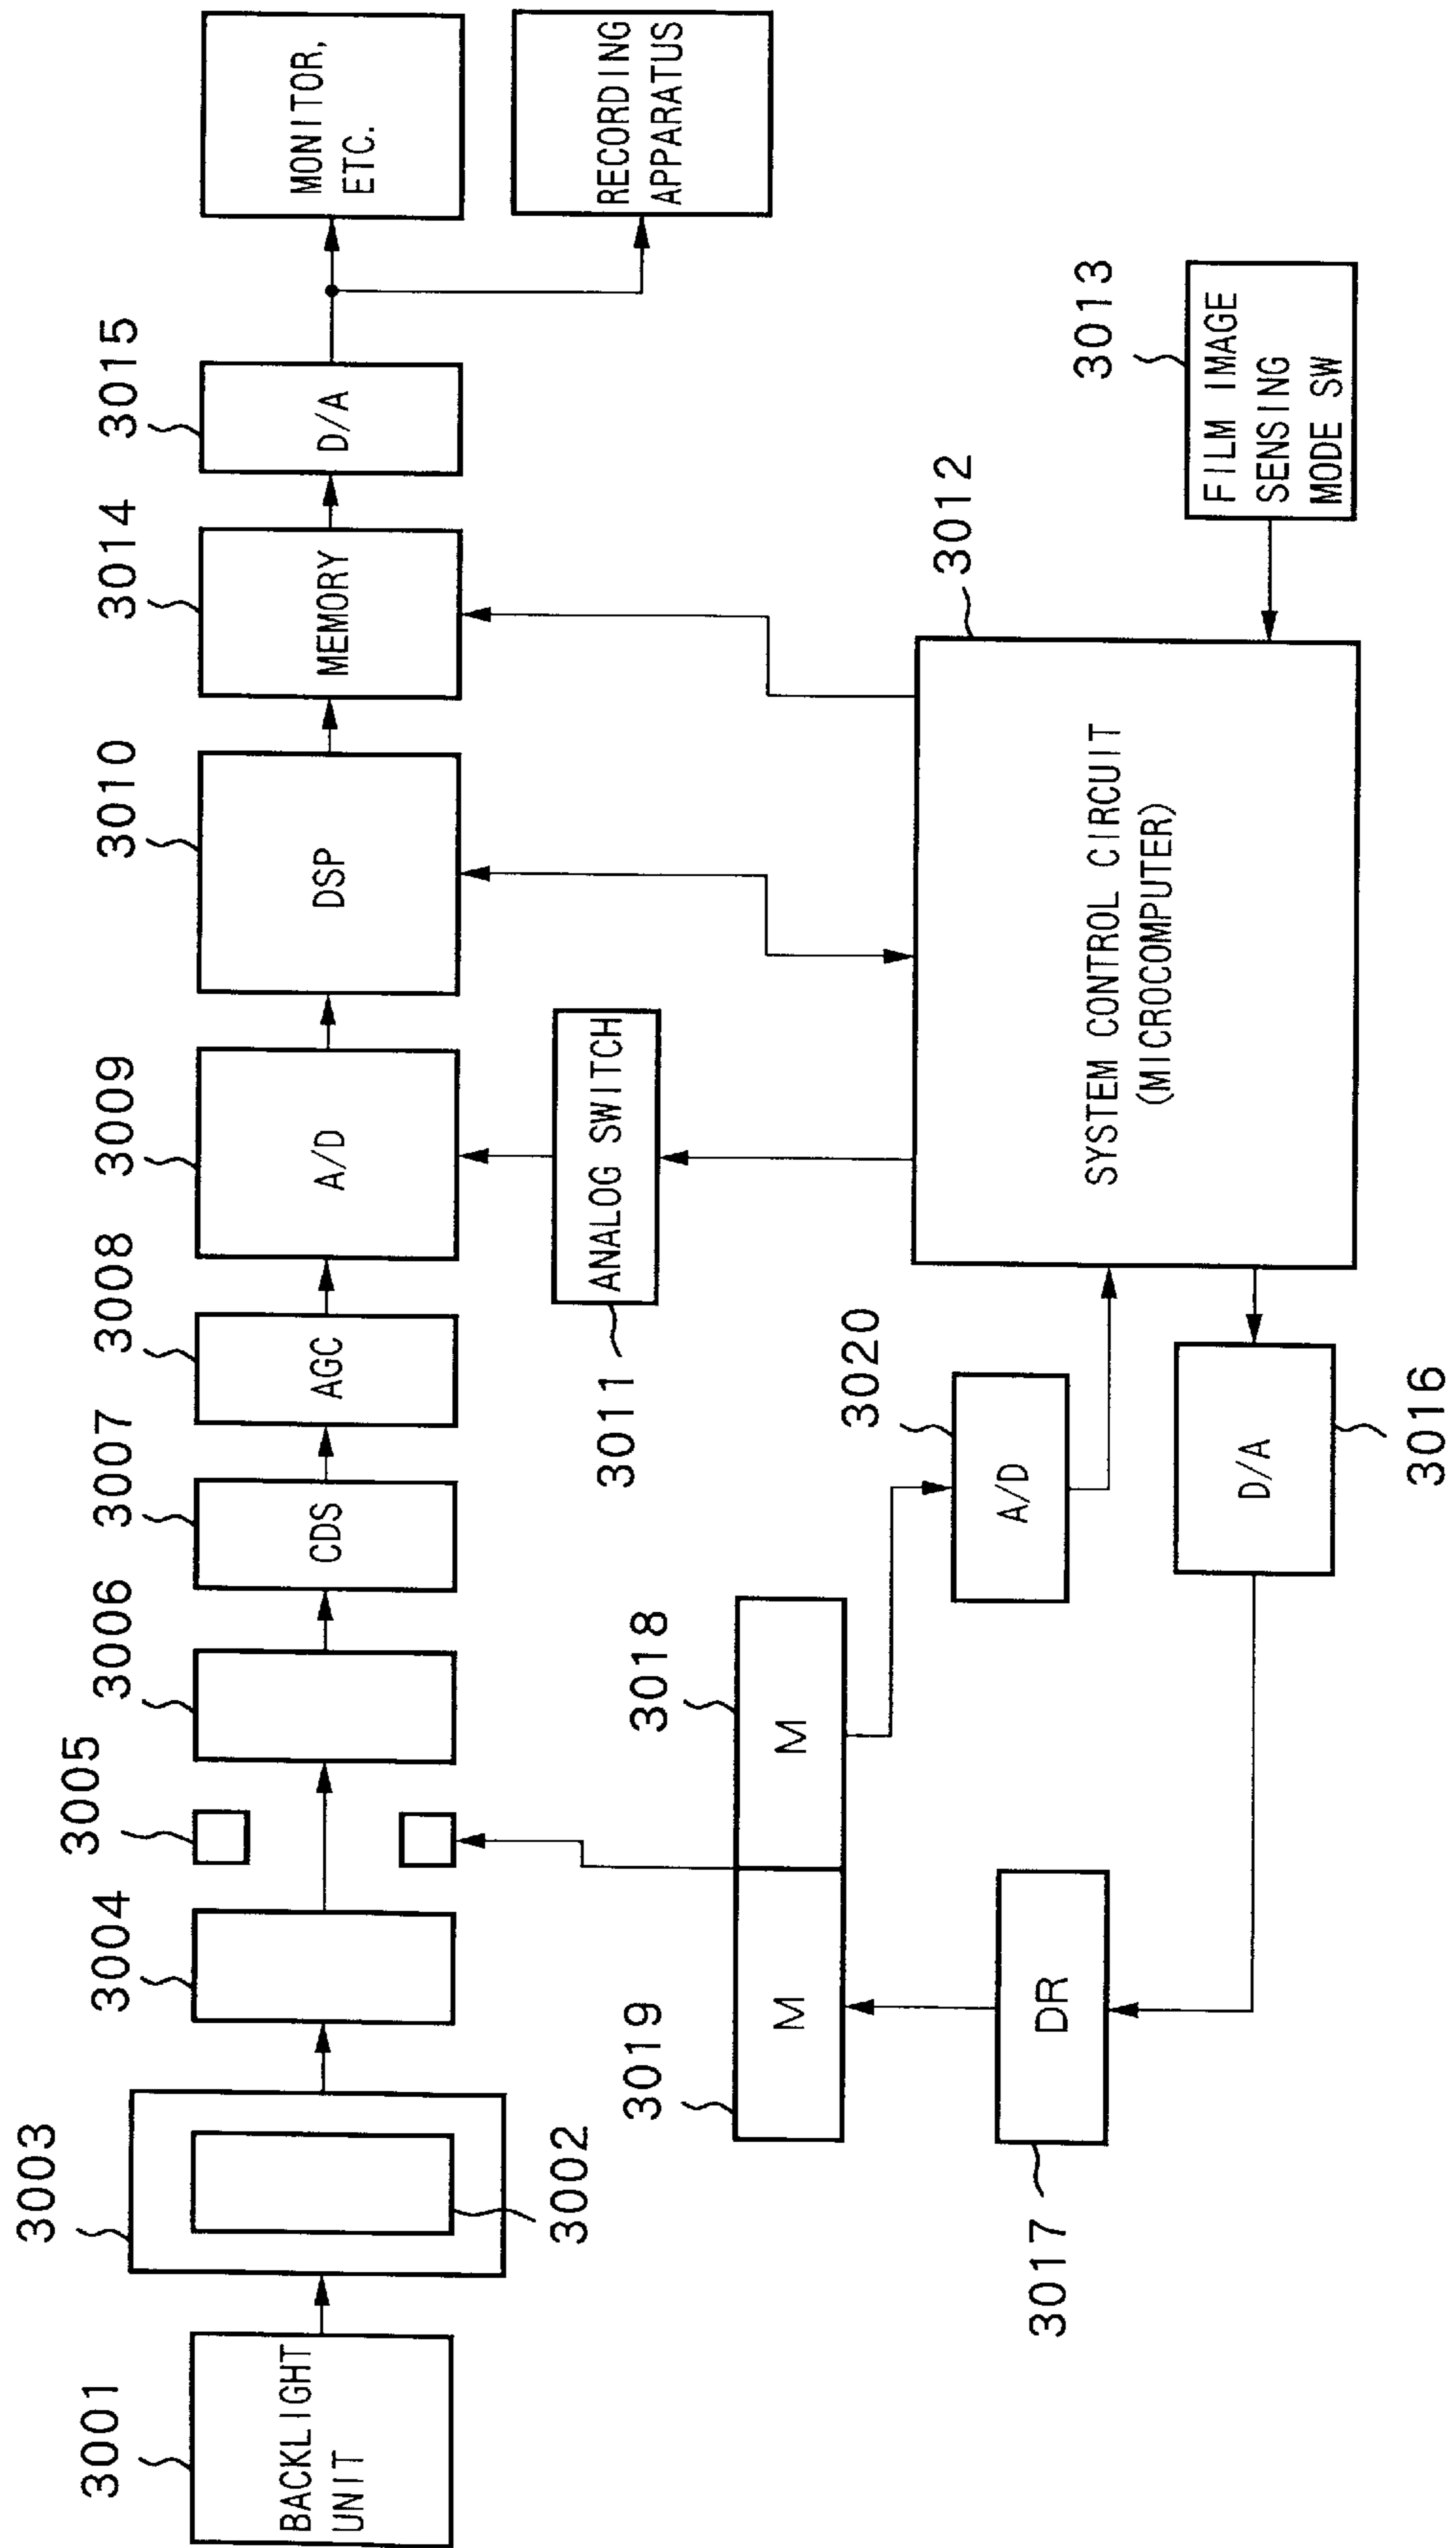 3001
BACKLIGHT
UNIT
3003
3002
3004
3005
3006
3007
CDS
3008
AGC
3009
A/D
3010
DSP
3014
MEMORY
3015
D/A
MONITOR,
ETC.
RECORDING
APPARATUS
3011
ANALOG SWITCH
3019
M
3018
M
3017
DR
3020
A/D
3016
D/A
3012
SYSTEM CONTROL CIRCUIT
(MICROCOMPUTER)
3013
FILM IMAGE
SENSING
MODE SW